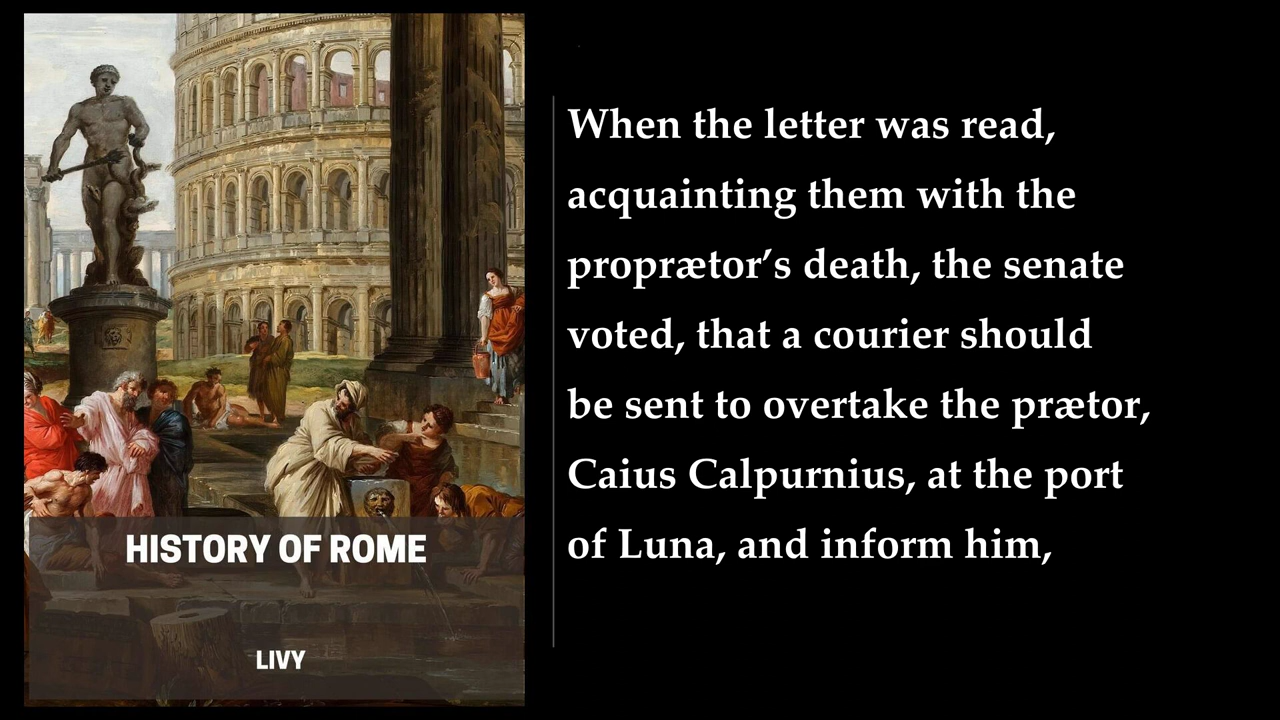 HISTORY OF ROME
LIVY
When the letter was read,
acquainting them with the
proprætor’s death, the senate
voted, that a courier should
be sent to overtake the prætor,
Caius Calpurnius, at the port
of Luna, and inform him,